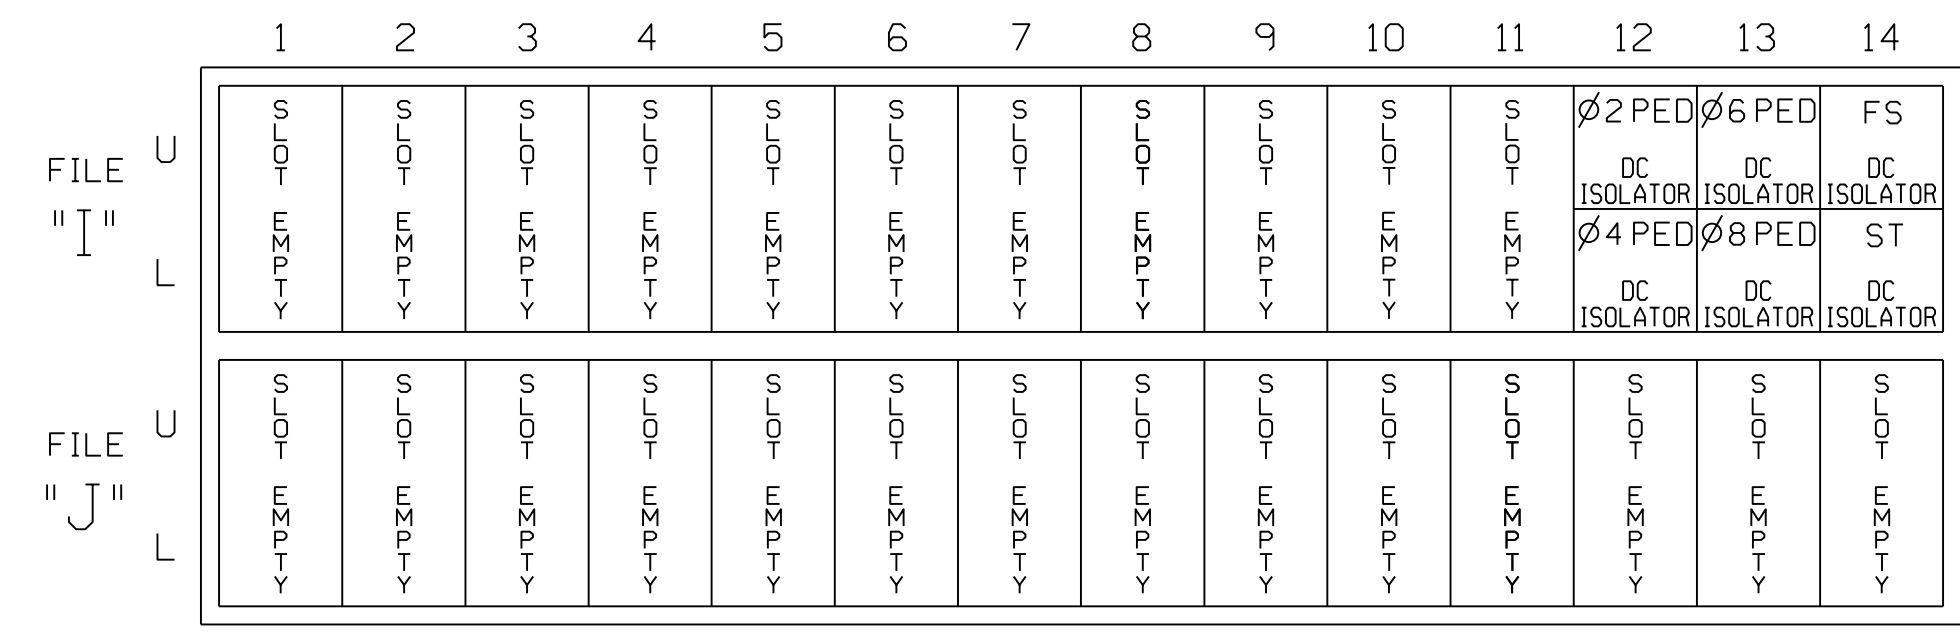 1 2 3 4 5 6 7 8 9 10 11 12 13 14
FILE
"I"
U
L
SLOT EMPTY
SLOT EMPTY
SLOT EMPTY
SLOT EMPTY
SLOT EMPTY
SLOT EMPTY
SLOT EMPTY
SLOT EMPTY
SLOT EMPTY
SLOT EMPTY
SLOT EMPTY
Ø2 PED
DC
ISOLATOR
Ø4 PED
DC
ISOLATOR
Ø6 PED
DC
ISOLATOR
Ø8 PED
DC
ISOLATOR
FS
DC
ISOLATOR
ST
DC
ISOLATOR
FILE
"J"
U
L
SLOT EMPTY
SLOT EMPTY
SLOT EMPTY
SLOT EMPTY
SLOT EMPTY
SLOT EMPTY
SLOT EMPTY
SLOT EMPTY
SLOT EMPTY
SLOT EMPTY
SLOT EMPTY
SLOT EMPTY
SLOT EMPTY
SLOT EMPTY